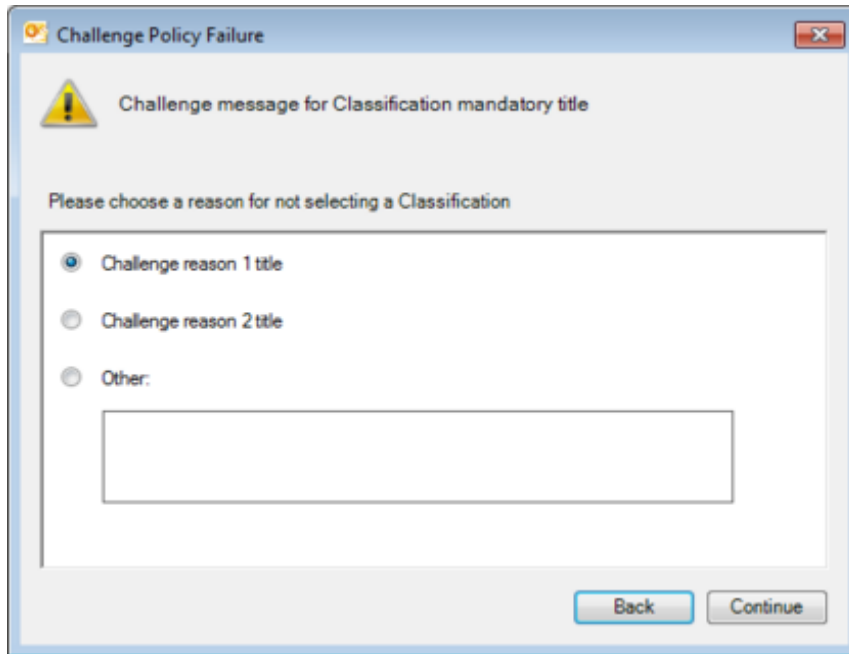 Challenge Policy Failure
Challenge message for Classification mandatory title
Please choose a reason for not selecting a Classification
Challenge reason 1 title
Challenge reason 2 title
Other:
Back Continue